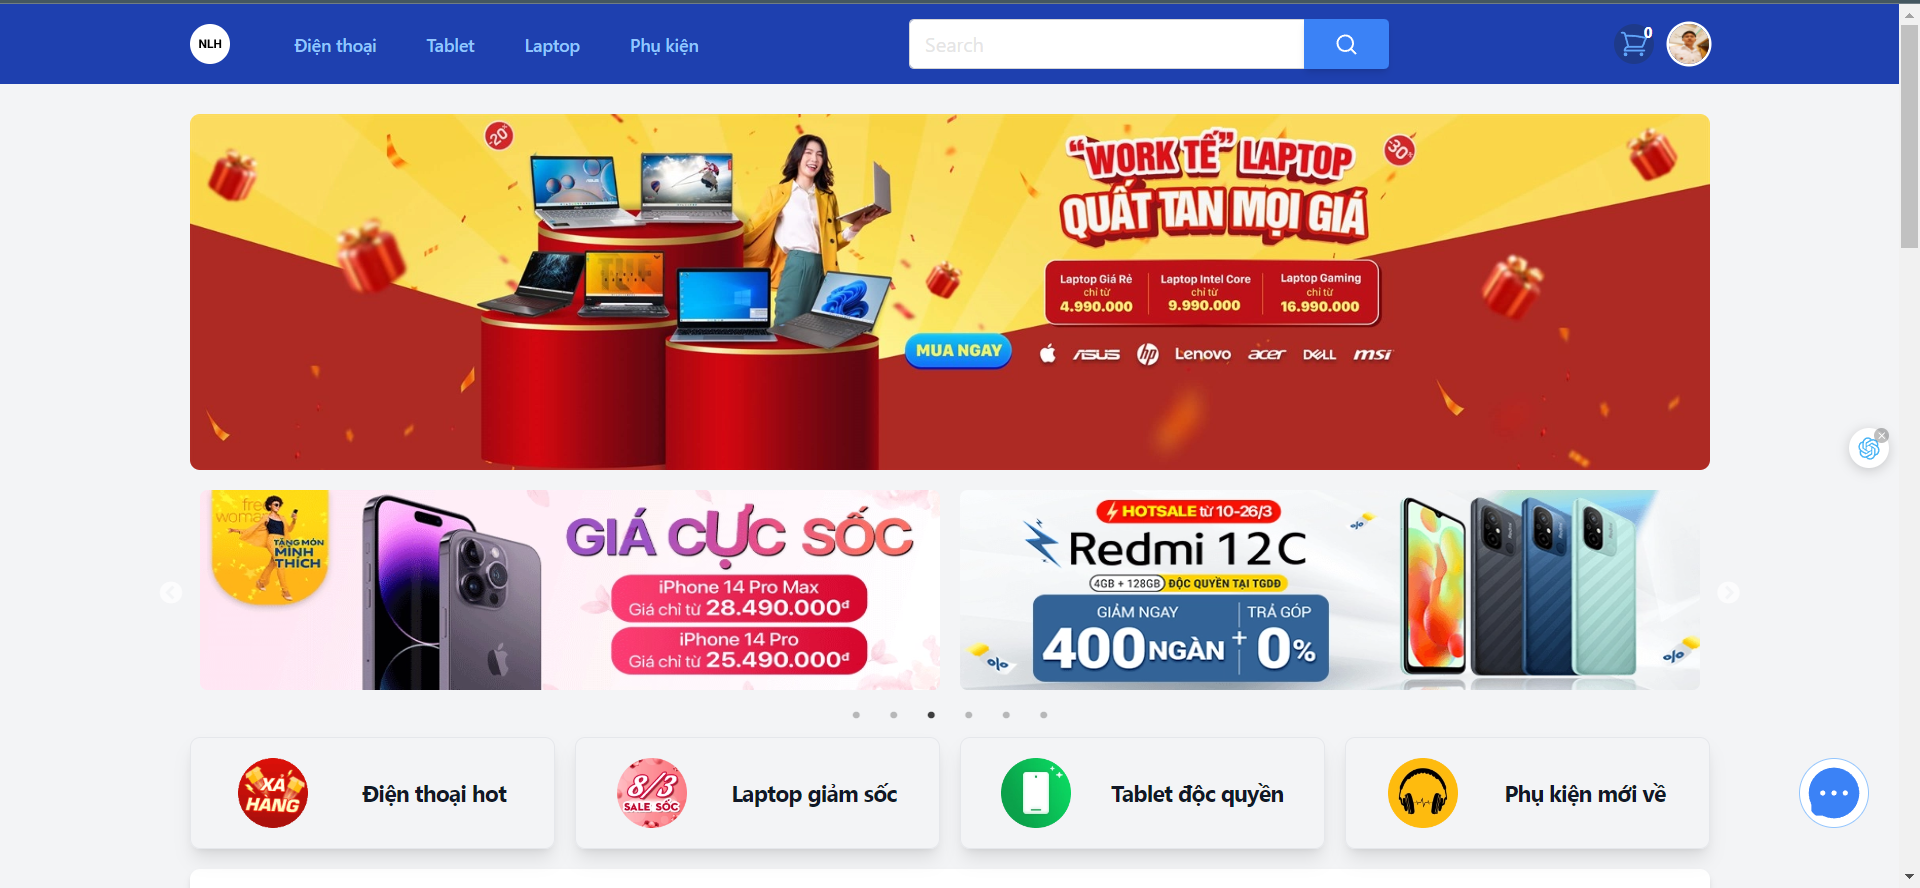 NLH
Điện thoại
Tablet
Laptop
Phụ kiện
Search
0
-20%
"WORK TẾ" LAPTOP
QUẤT TAN MỌI GIÁ
-30%
Laptop Giá Rẻ
chỉ từ
4.990.000
Laptop Intel Core
chỉ từ
9.990.000
Laptop Gaming
chỉ từ
16.990.000
MUA NGAY
ASUS
hp
Lenovo
acer
DELL
msi
free
woman
TẶNG MÓN
MÌNH
THÍCH
GIÁ CỰC SỐC
iPhone 14 Pro Max
Giá chỉ từ 28.490.000đ
iPhone 14 Pro
Giá chỉ từ 25.490.000đ
HOTSALE từ 10-26/3
Redmi 12C
4GB + 128GB ĐỘC QUYỀN TẠI TGDĐ
GIẢM NGAY
400 NGÀN
+
TRẢ GÓP
0%
XẢ
HÀNG
Điện thoại hot
8/3
SALE SỐC
Laptop giảm sốc
Tablet độc quyền
Phụ kiện mới về